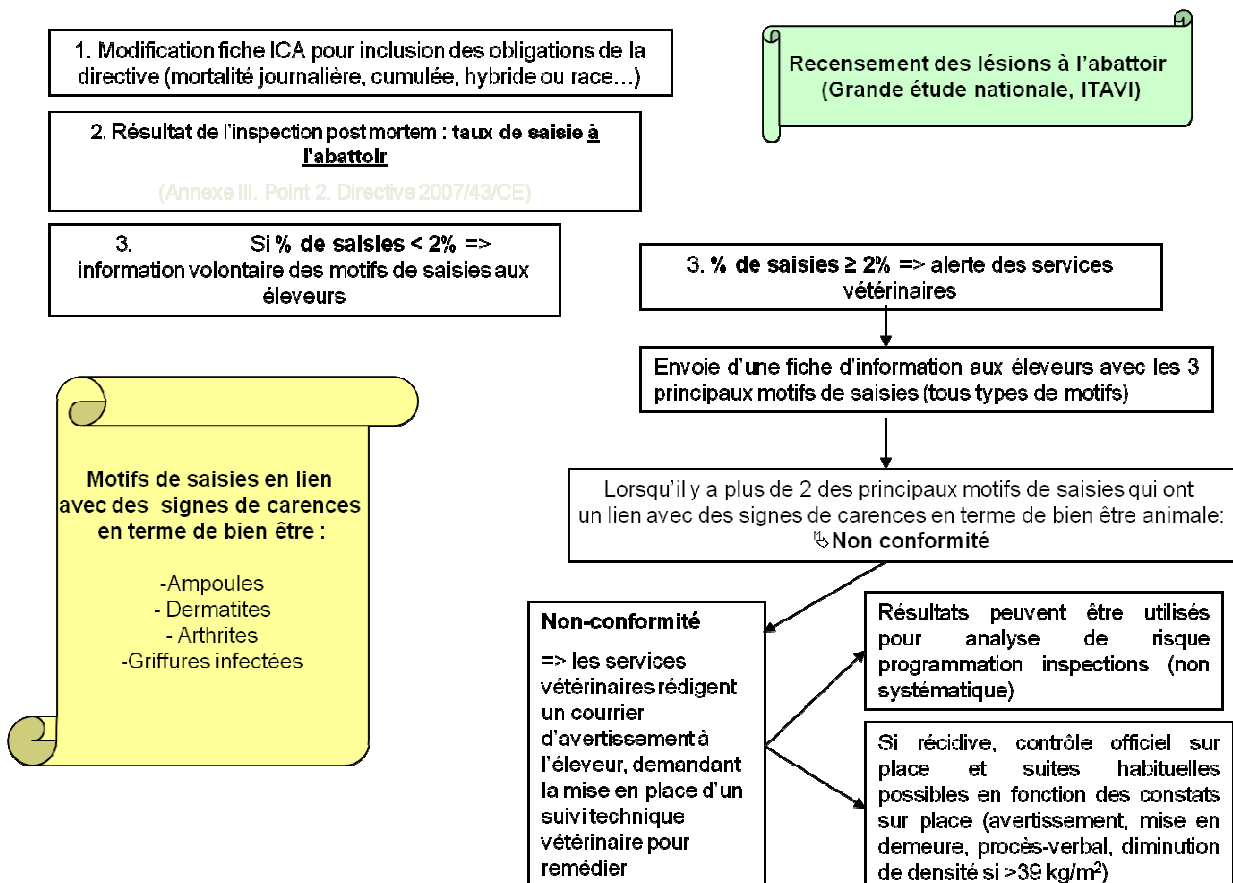 1. Modification fiche ICA pour inclusion des obligations de la
directive (mortalité journalière, cumulée, hybride ou race…)
Recensement des lésions à l'abattoir
(Grande étude nationale, ITAVI)
2. Résultat de l'inspection post mortem : taux de saisie à
l'abattoir
(Annexe III. Point 2. Directive 2007/43/CE)
3. Si % de saisies < 2% =>
information volontaire des motifs de saisies aux
éleveurs
3. % de saisies ≥ 2% => alerte des services
vétérinaires
Envoie d'une fiche d'information aux éleveurs avec les 3
principaux motifs de saisies (tous types de motifs)
Motifs de saisies en lien
avec des signes de carences
en terme de bien être :
-Ampoules
- Dermatites
- Arthrites
-Griffures infectées
Lorsqu'il y a plus de 2 des principaux motifs de saisies qui ont
un lien avec des signes de carences en terme de bien être animale:
↳ Non conformité
Non-conformité
=> les services
vétérinaires rédigent
un courrier
d'avertissement à
l'éleveur, demandant
la mise en place d'un
suivi technique
vétérinaire pour
remédier
Résultats peuvent être utilisés
pour analyse de risque
programmation inspections (non
systématique)
Si récidive, contrôle officiel sur
place et suites habituelles
possibles en fonction des constats
sur place (avertissement, mise en
demeure, procès-verbal, diminution
de densité si >39 kg/m²)